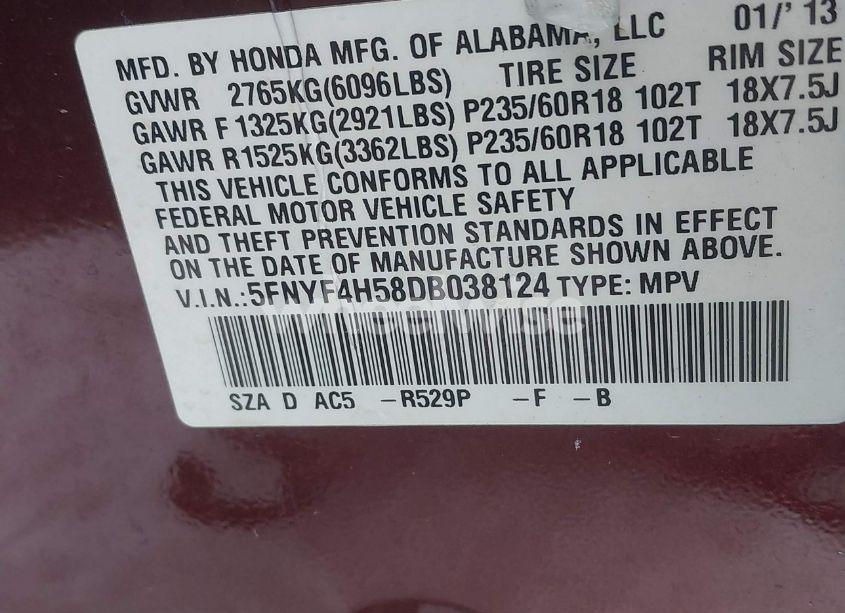 MFD. BY HONDA MFG. OF ALABAMA, LLC 01/' 13
GVWR 2765KG(6096LBS) TIRE SIZE RIM SIZE
GAWR F1325KG(2921LBS) P235/60R18 102T 18X7.5J
GAWR R1525KG(3362LBS) P235/60R18 102T 18X7.5J
THIS VEHICLE CONFORMS TO ALL APPLICABLE
FEDERAL MOTOR VEHICLE SAFETY
AND THEFT PREVENTION STANDARDS IN EFFECT
ON THE DATE OF MANUFACTURE SHOWN ABOVE.
V.I.N.:5FNYF4H58DB038124 TYPE: MPV
SZA D AC5 -R529P -F -B